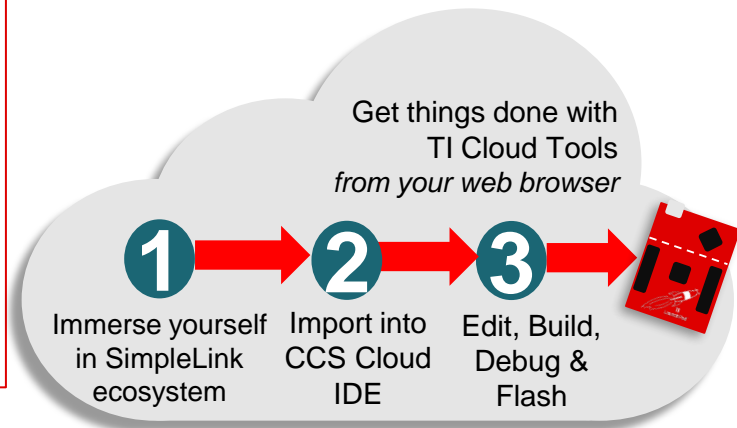 Get things done with
TI Cloud Tools
from your web browser
1
2
3
Immerse yourself
in SimpleLink
ecosystem
Import into
CCS Cloud
IDE
Edit, Build,
Debug &
Flash